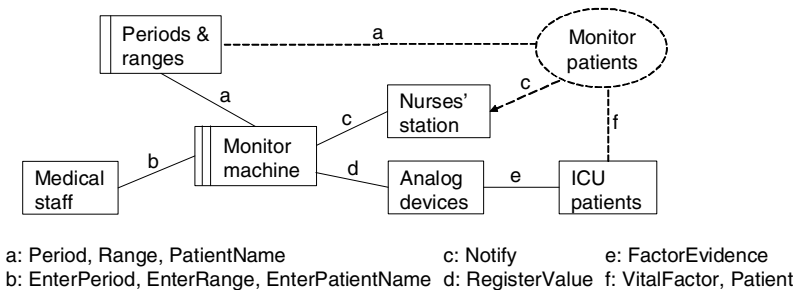 Periods &
ranges
a
Monitor
patients
a
c
Nurses'
station
c
f
Monitor
machine
b
Medical
staff
d
Analog
devices
e
ICU
patients
a: Period, Range, PatientName
c: Notify
e: FactorEvidence
b: EnterPeriod, EnterRange, EnterPatientName
d: RegisterValue
f: VitalFactor, Patient